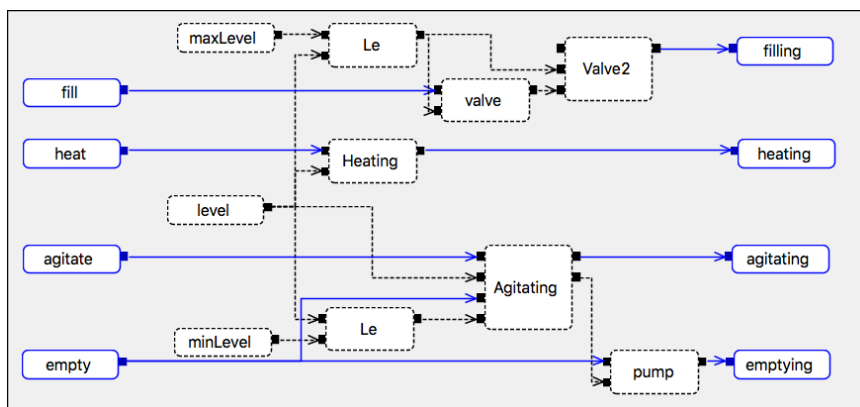 maxLevel
Le
Valve2
filling
fill
valve
heat
Heating
heating
level
agitate
Agitating
agitating
minLevel
Le
empty
pump
emptying